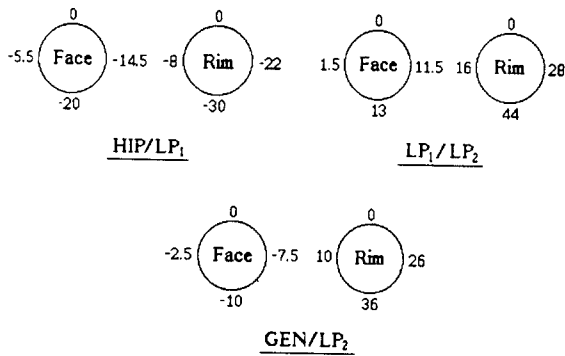 0 0 0 0
-5.5 Face -14.5 -8 Rim -22 1.5 Face 11.5 16 Rim 28
-20 -30 13 44
HIP/LP₁ LP₁/LP₂
0 0
-2.5 Face -7.5 10 Rim 26
-10 36
GEN/LP₂